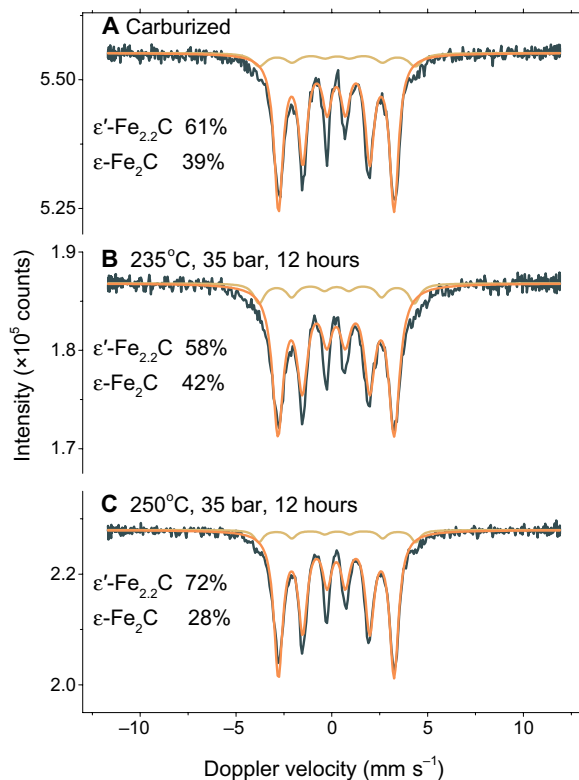 A Carburized
5.50
ε′-Fe2.2C 61%
ε-Fe2C 39%
5.25
1.9
B 235°C, 35 bar, 12 hours
1.8
ε′-Fe2.2C 58%
ε-Fe2C 42%
1.7
C 250°C, 35 bar, 12 hours
2.2
ε′-Fe2.2C 72%
ε-Fe2C 28%
2.0
Intensity (×10⁵ counts)
−10 −5 0 5 10
Doppler velocity (mm s⁻¹)